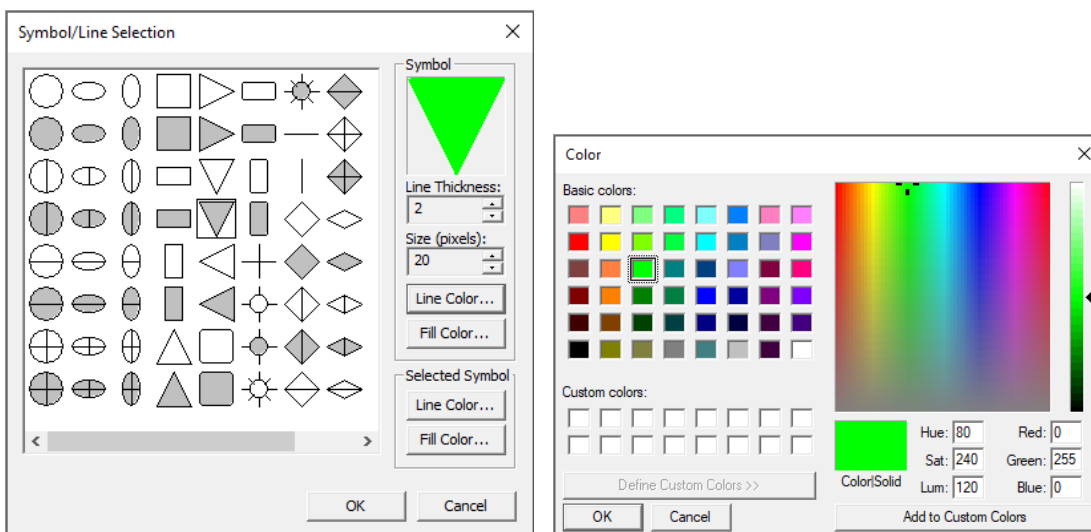 Symbol/Line Selection
Symbol
Line Thickness:
2
Size (pixels):
20
Line Color...
Fill Color...
Selected Symbol
Line Color...
Fill Color...
OK
Cancel
Color
Basic colors:
Custom colors:
Define Custom Colors >>
OK
Cancel
Color|Solid
Hue: 80
Sat: 240
Lum: 120
Red: 0
Green: 255
Blue: 0
Add to Custom Colors